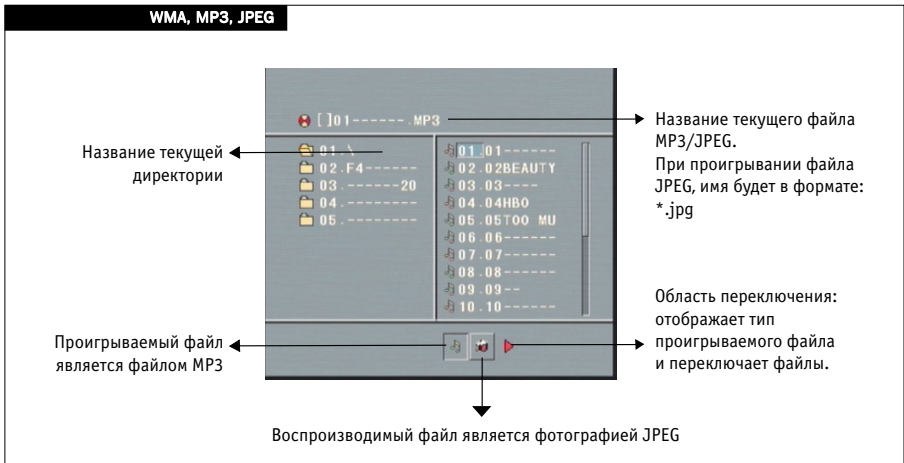 WMA, MP3, JPEG
[ ]01------.MP3
01.\
02.F4------
03.-------20
04.--------
05.--------
01.01------
02.02BEAUTY
03.03----
04.04HBO
05.05TOO MU
06.06------
07.07------
08.08------
09.09--
10.10------
Название текущей
директории
Проигрываемый файл
является файлом MP3
Название текущего файла
MP3/JPEG.
При проигрывании файла
JPEG, имя будет в формате:
*.jpg
Область переключения:
отображает тип
проигрываемого файла
и переключает файлы.
Воспроизводимый файл является фотографией JPEG